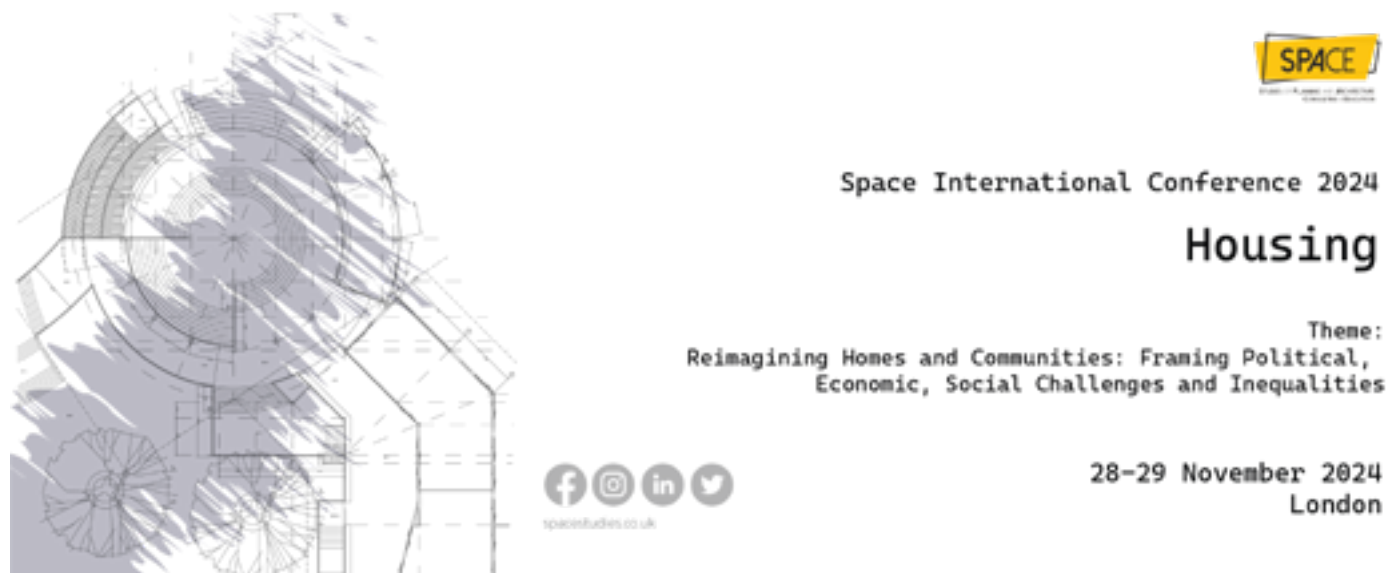 SPACE
Space International Conference 2024
Housing
Theme:
Reimagining Homes and Communities: Framing Political,
Economic, Social Challenges and Inequalities
28-29 November 2024
London
spacestudies.co.uk